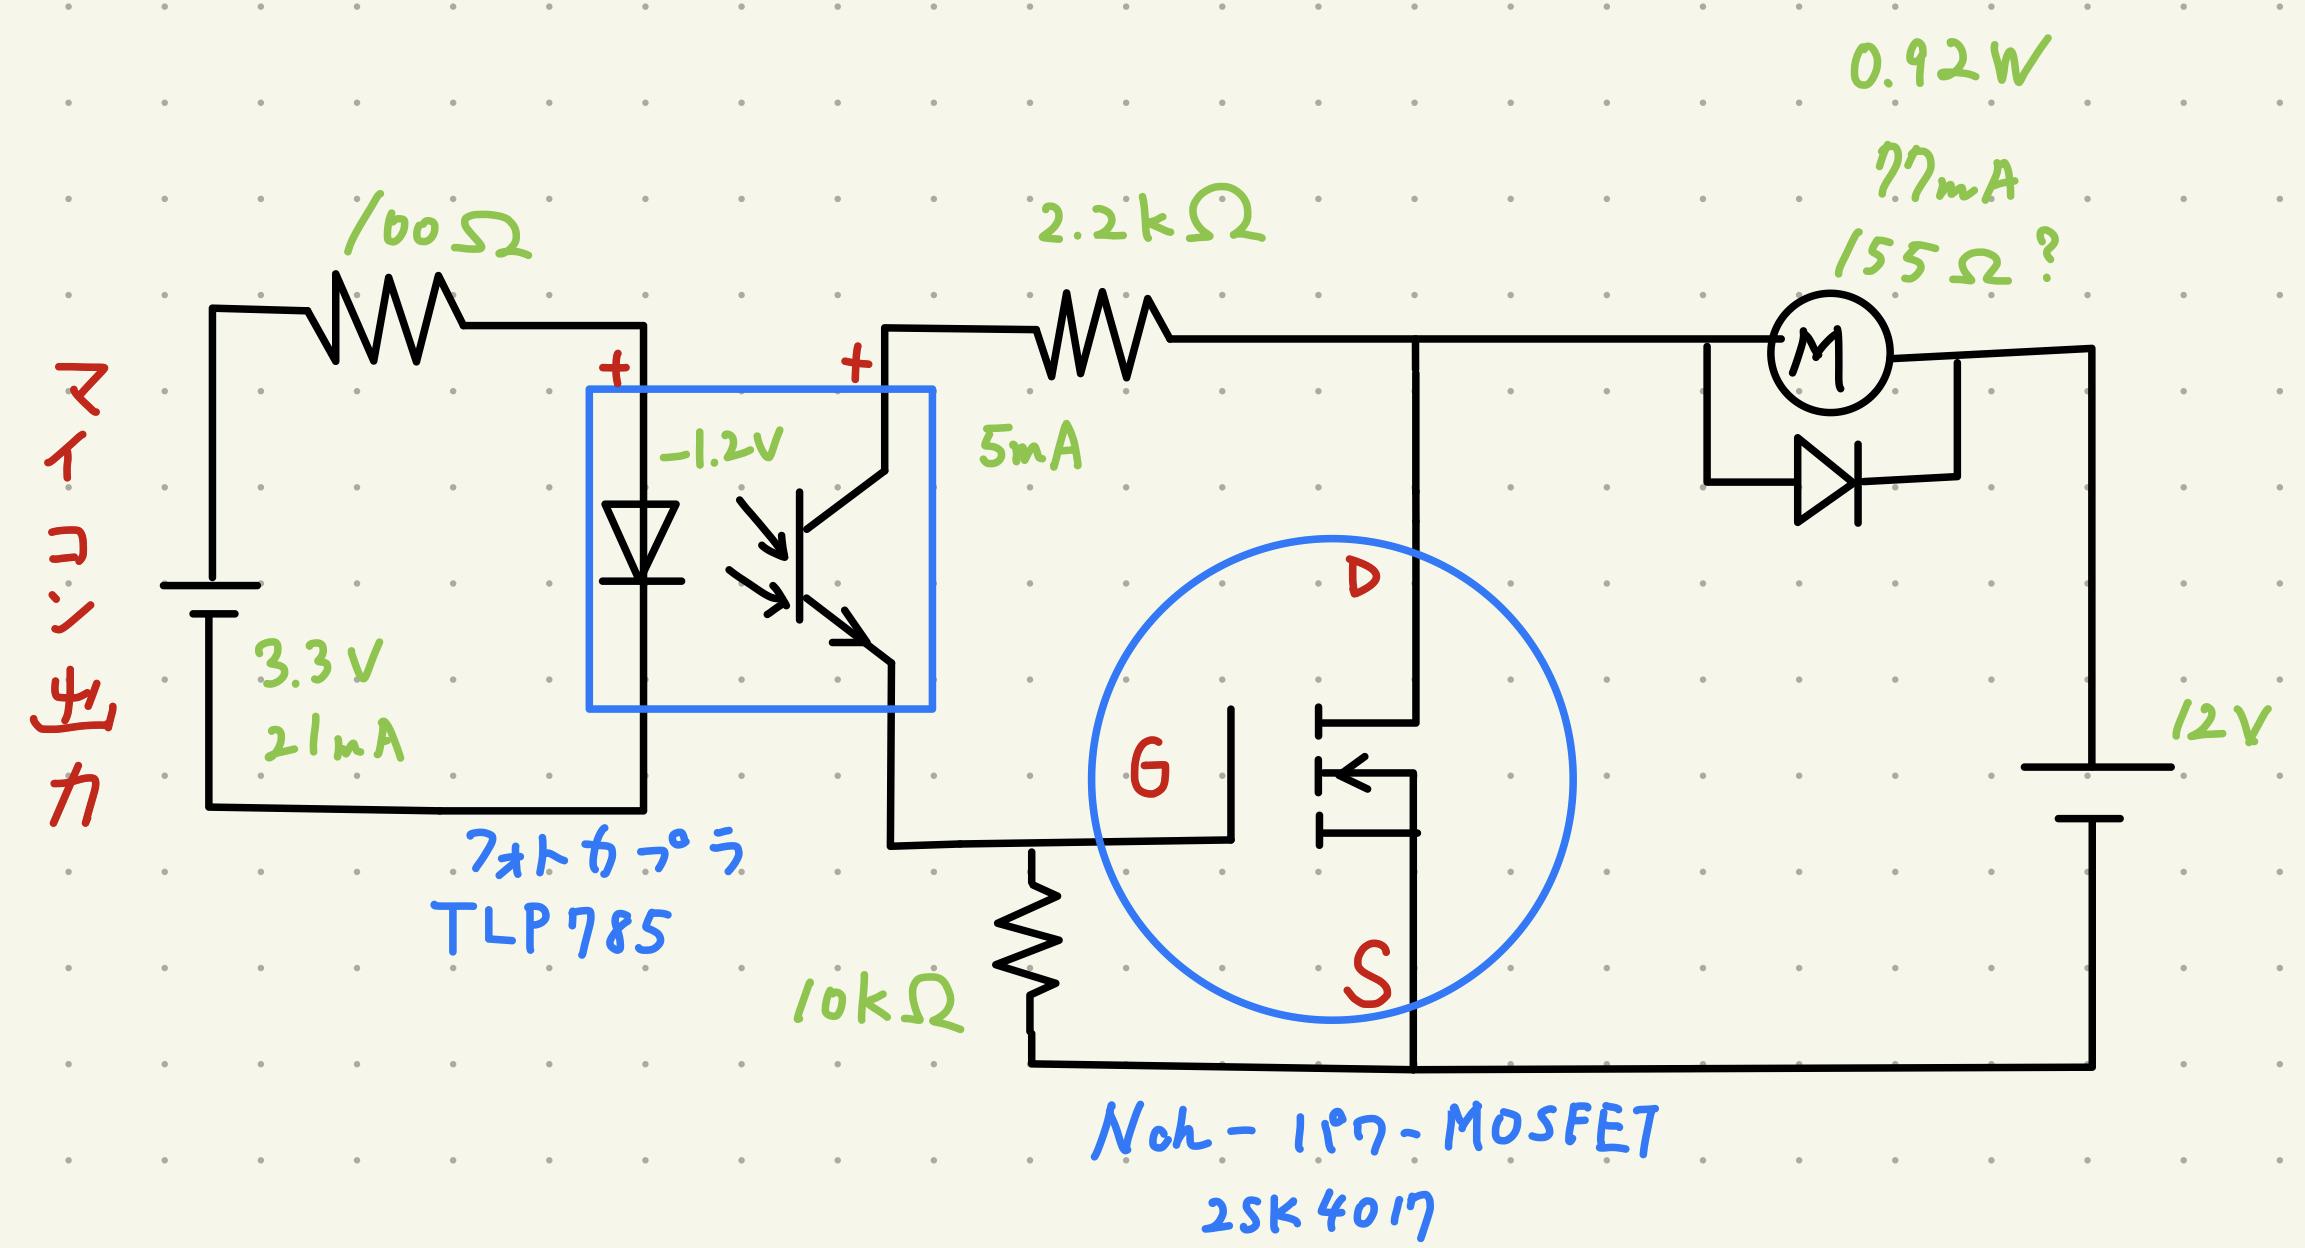 マイコン出力
100Ω
3.3V
21mA
+
+
-1.2V
フォトカプラ
TLP785
2.2kΩ
5mA
10kΩ
D
G
S
Nch-パワ-MOSFET
2SK4017
0.92W
77mA
155Ω?
M
12V